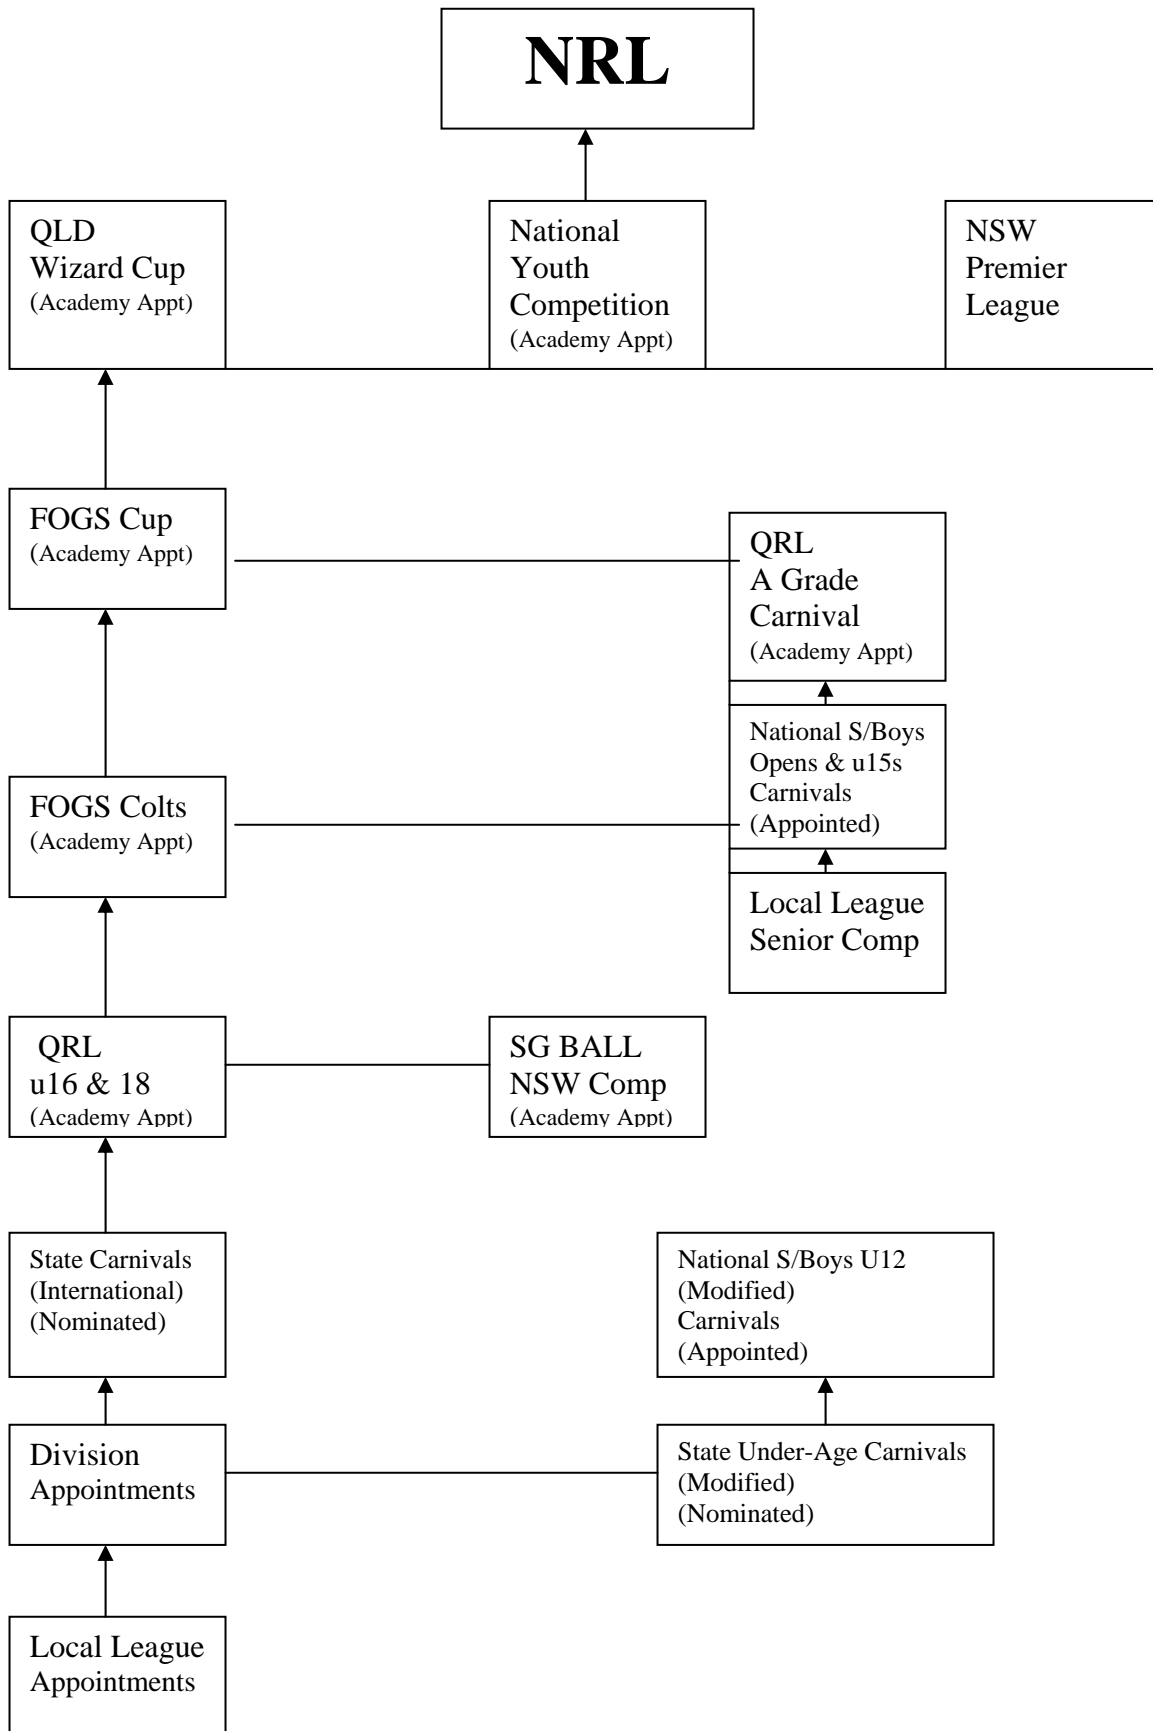 NRL
QLD
Wizard Cup
(Academy Appt)
National
Youth
Competition
(Academy Appt)
NSW
Premier
League
FOGS Cup
(Academy Appt)
QRL
A Grade
Carnival
(Academy Appt)
National S/Boys
Opens & u15s
Carnivals
(Appointed)
FOGS Colts
(Academy Appt)
Local League
Senior Comp
QRL
u16 & 18
(Academy Appt)
SG BALL
NSW Comp
(Academy Appt)
State Carnivals
(International)
(Nominated)
National S/Boys U12
(Modified)
Carnivals
(Appointed)
Division
Appointments
State Under-Age Carnivals
(Modified)
(Nominated)
Local League
Appointments